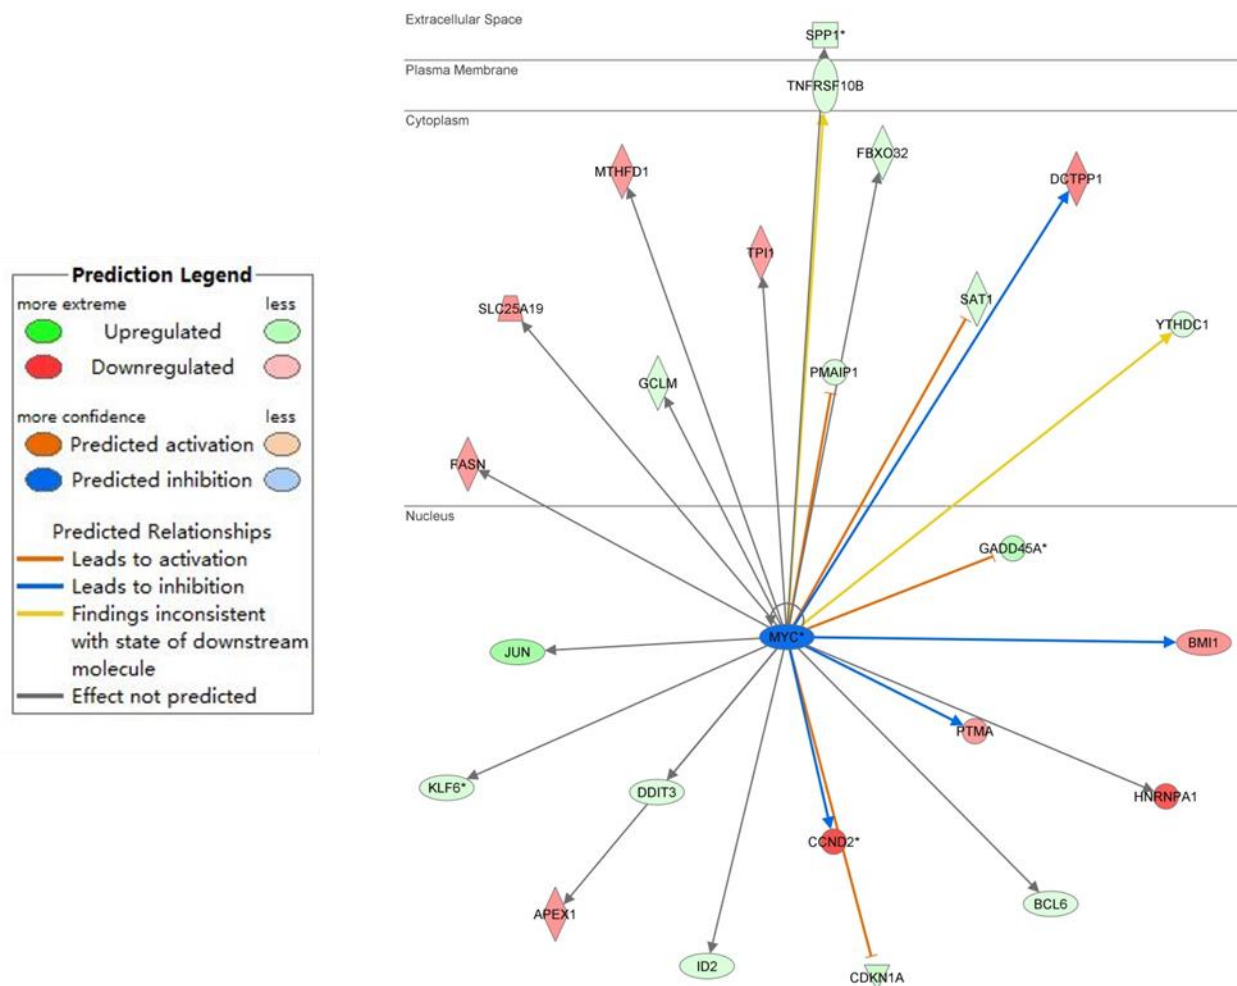 Extracellular Space
SPP1*
Plasma Membrane
TNFRSF10B
Cytoplasm
FBXO32
MTHFD1
DCTPP1
TPI1
SLC25A19
SAT1
YTHDC1
GCLM
PMAIP1
FASN
Nucleus
GADD45A*
MYC*
JUN
BMI1
PTMA
KLF6*
DDIT3
HNRNPA1
CCND2*
APEX1
BCL6
ID2
CDKN1A
Prediction Legend
more extreme less
Upregulated
Downregulated
more confidence less
Predicted activation
Predicted inhibition
Predicted Relationships
Leads to activation
Leads to inhibition
Findings inconsistent
with state of downstream
molecule
Effect not predicted